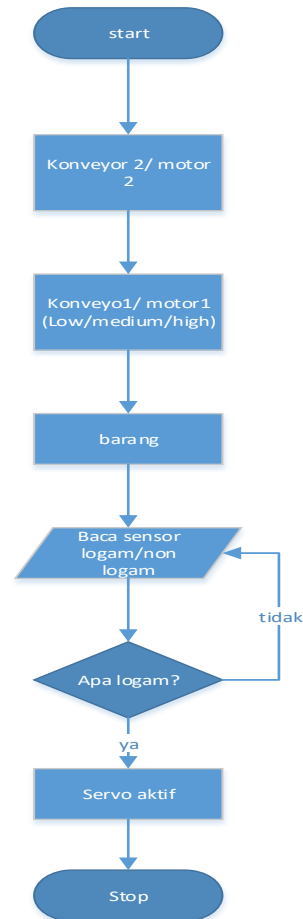 start
Konveyor 2/ motor
2
Konveyo1/ motor1
(Low/medium/high)
barang
Baca sensor
logam/non
logam
tidak
Apa logam?
ya
Servo aktif
Stop